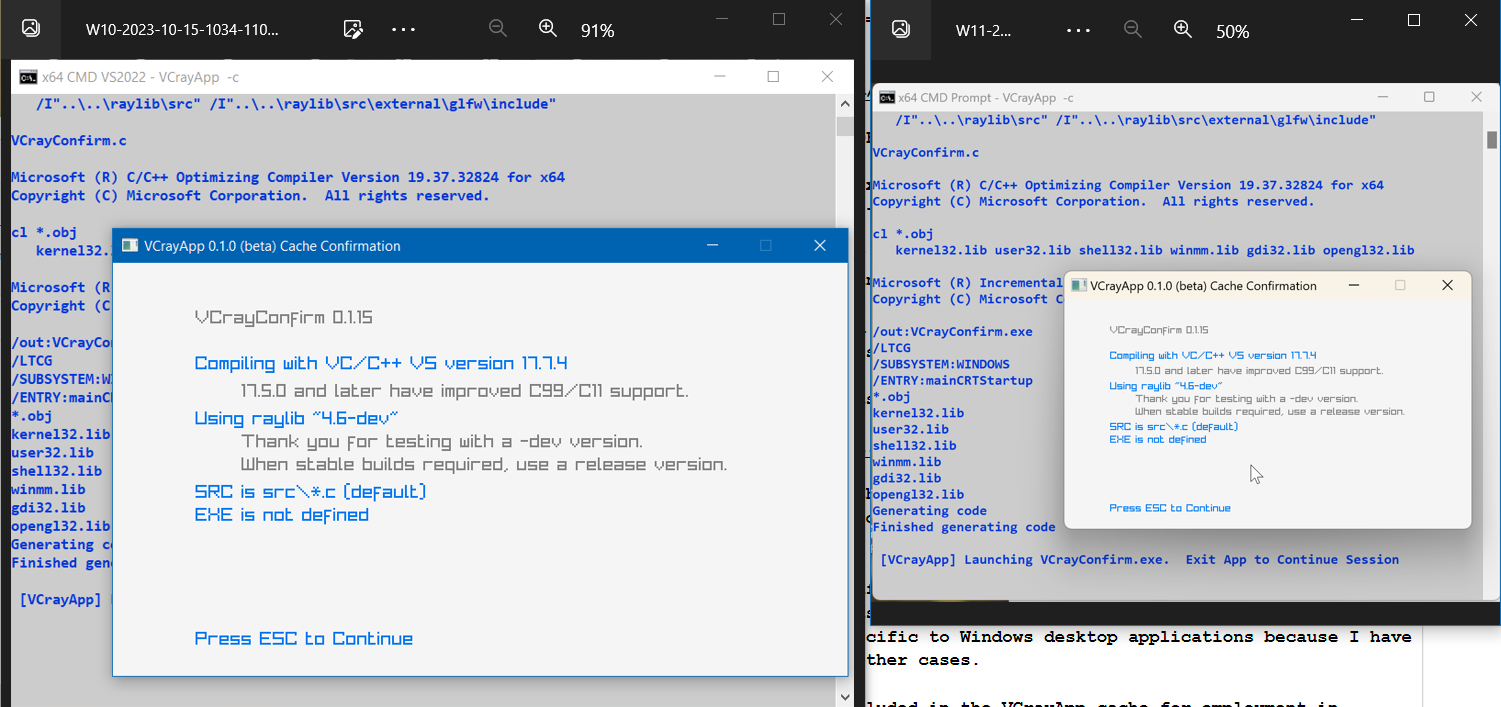 W10-2023-10-15-1034-110...
91%
x64 CMD VS2022 - VCrayApp -c
/I"..\..\raylib\src" /I"..\..\raylib\src\external\glfw\include"
VCrayConfirm.c
Microsoft (R) C/C++ Optimizing Compiler Version 19.37.32824 for x64
Copyright (C) Microsoft Corporation.  All rights reserved.
cl *.obj
kernel32.
Microsoft (R
Copyright (C
/out:VCrayCo
/LTCG
/SUBSYSTEM:W
/ENTRY:mainC
*.obj
kernel32.lib
user32.lib
shell32.lib
winmm.lib
gdi32.lib
opengl32.lib
Generating c
Finished gen
[VCrayApp]
VCrayApp 0.1.0 (beta) Cache Confirmation
VCrayConfirm 0.1.15
Compiling with VC/C++ VS version 17.7.4
17.5.0 and later have improved C99/C11 support.
Using raylib "4.6-dev"
Thank you for testing with a -dev version.
When stable builds required, use a release version.
SRC is src\*.c (default)
EXE is not defined
Press ESC to Continue
W11-2...
50%
x64 CMD Prompt - VCrayApp -c
/I"..\..\raylib\src" /I"..\..\raylib\src\external\glfw\include"
VCrayConfirm.c
Microsoft (R) C/C++ Optimizing Compiler Version 19.37.32824 for x64
Copyright (C) Microsoft Corporation.  All rights reserved.
cl *.obj
kernel32.lib user32.lib shell32.lib winmm.lib gdi32.lib opengl32.lib
Microsoft (R) Incremental
Copyright (C) Microsoft C
/out:VCrayConfirm.exe
/LTCG
/SUBSYSTEM:WINDOWS
/ENTRY:mainCRTStartup
*.obj
kernel32.lib
user32.lib
shell32.lib
winmm.lib
gdi32.lib
opengl32.lib
Generating code
Finished generating code
[VCrayApp] Launching VCrayConfirm.exe.  Exit App to Continue Session
VCrayApp 0.1.0 (beta) Cache Confirmation
VCrayConfirm 0.1.15
Compiling with VC/C++ VS version 17.7.4
17.5.0 and later have improved C99/C11 support.
Using raylib "4.6-dev"
Thank you for testing with a -dev version.
When stable builds required, use a release version.
SRC is src\*.c (default)
EXE is not defined
Press ESC to Continue
cific to Windows desktop applications because I have
ther cases.
luded in the VCrayApp cache for employment in